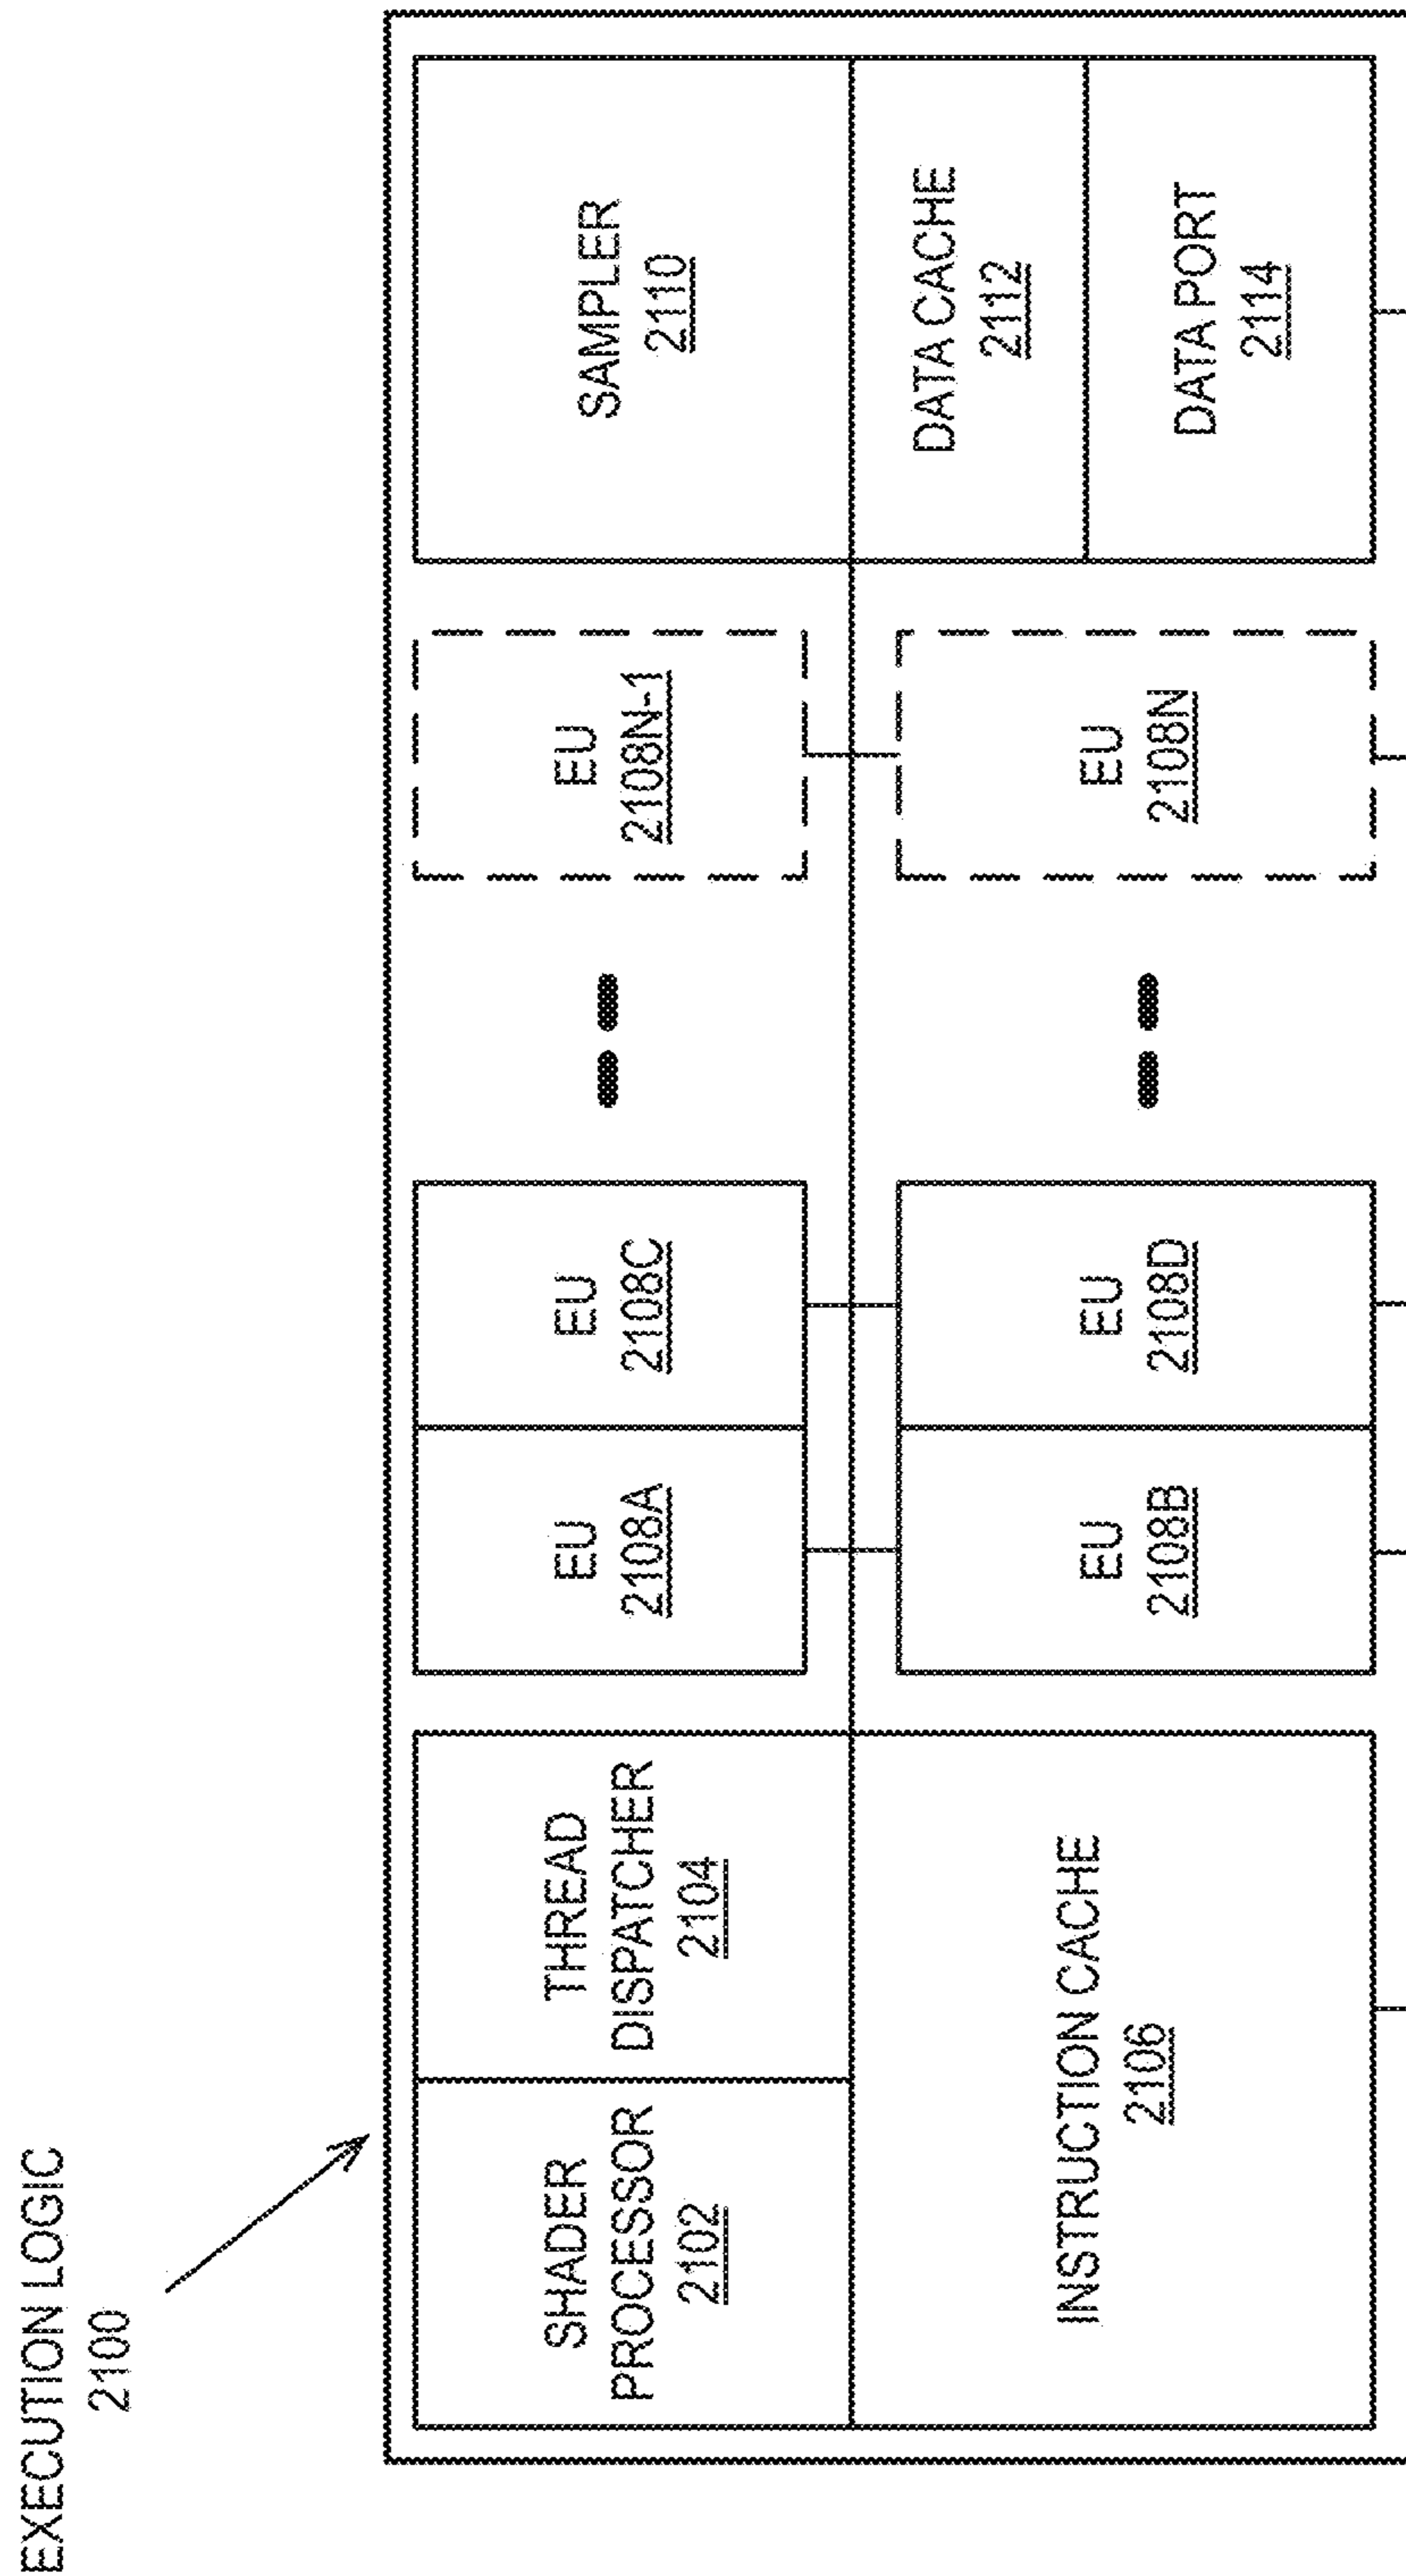 EXECUTION LOGIC
2100
SHADER
PROCESSOR
2102
THREAD
DISPATCHER
2104
EU
2108A
EU
2108C
EU
2108N-1
SAMPLER
2110
INSTRUCTION CACHE
2106
EU
2108B
EU
2108D
EU
2108N
DATA CACHE
2112
DATA PORT
2114